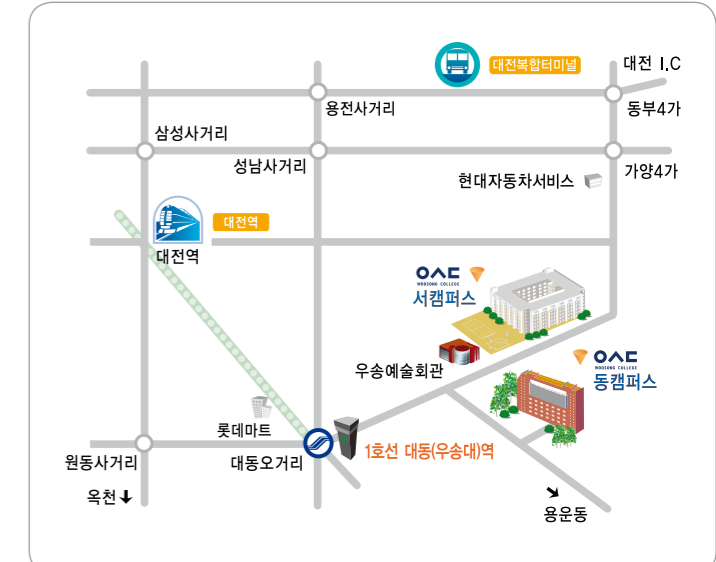 대전복합터미널
대전 I.C
용전사거리
동부4가
삼성사거리
성남사거리
가양4가
현대자동차서비스
대전역
대전역
WOOSONG COLLEGE
서캠퍼스
우송예술회관
WOOSONG COLLEGE
동캠퍼스
롯데마트
원동사거리
대동오거리
1호선 대동(우송대)역
옥천
용운동